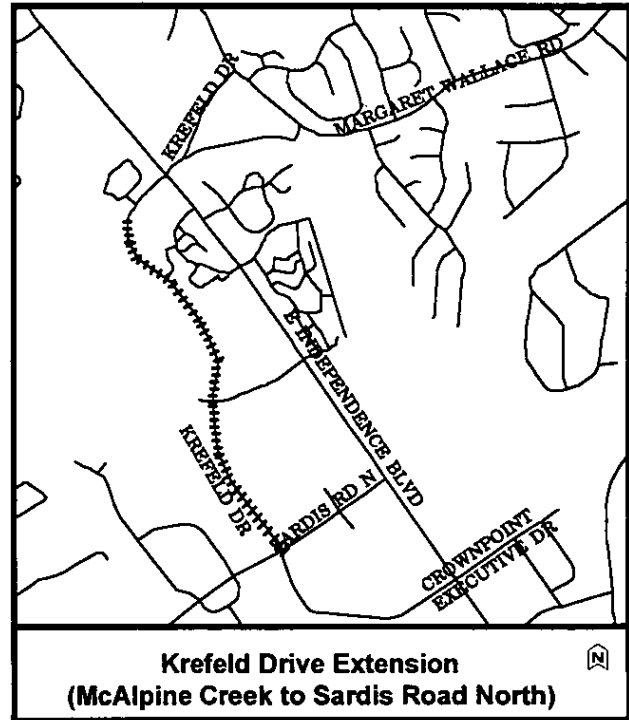 KREFELD DR
MARGARET WALLACE RD
E INDEPENDENCE BLVD
KREFELD DR
SARDIS RD N
CROWNPOINT
EXECUTIVE DR
Krefeld Drive Extension
(McAlpine Creek to Sardis Road North)
N